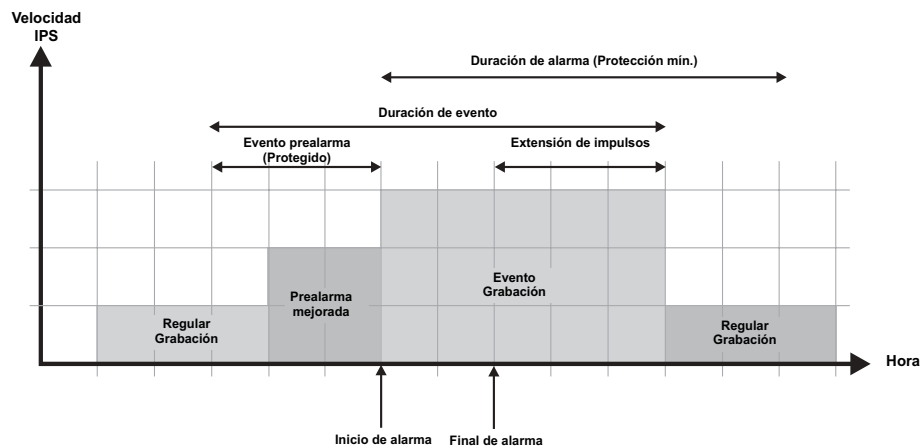 Velocidad
IPS
Duración de alarma (Protección mín.)
Duración de evento
Evento prealarma
(Protegido)
Extensión de impulsos
Evento
Grabación
Prealarma
mejorada
Regular
Grabación
Regular
Grabación
Hora
Inicio de alarma
Final de alarma